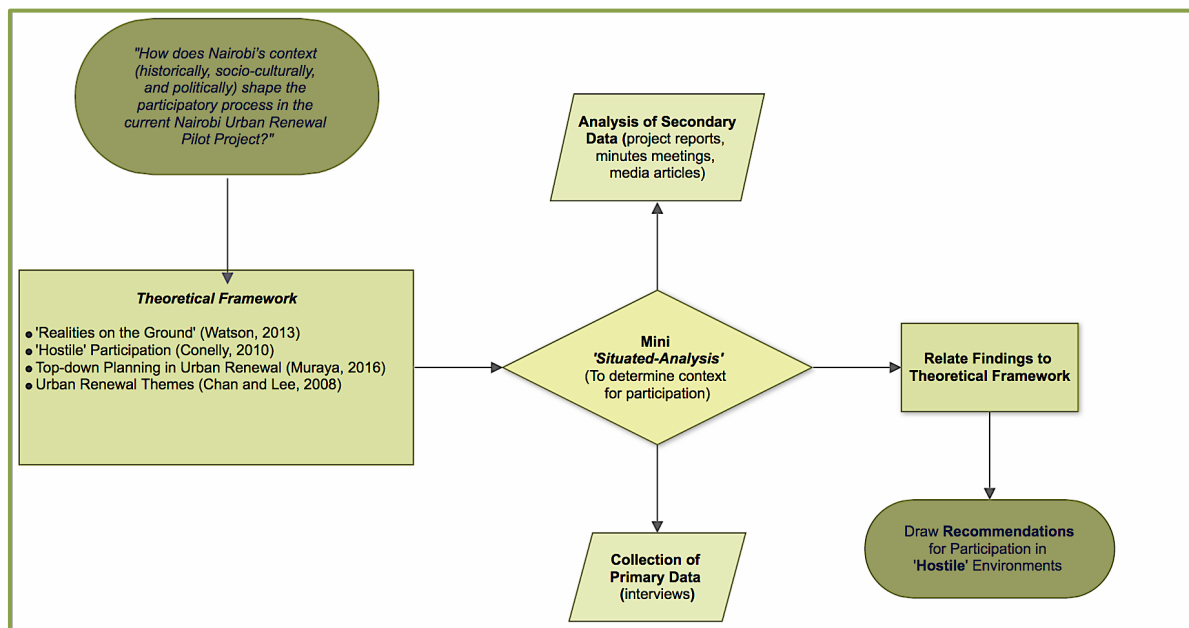 "How does Nairobi's context
(historically, socio-culturally,
and politically) shape the
participatory process in the
current Nairobi Urban Renewal
Pilot Project?"
Theoretical Framework
● 'Realities on the Ground' (Watson, 2013)
● 'Hostile' Participation (Conelly, 2010)
● Top-down Planning in Urban Renewal (Muraya, 2016)
● Urban Renewal Themes (Chan and Lee, 2008)
Analysis of Secondary
Data (project reports,
minutes meetings,
media articles)
Mini
'Situated-Analysis'
(To determine context
for participation)
Collection of
Primary Data
(interviews)
Relate Findings to
Theoretical Framework
Draw Recommendations
for Participation in
'Hostile' Environments